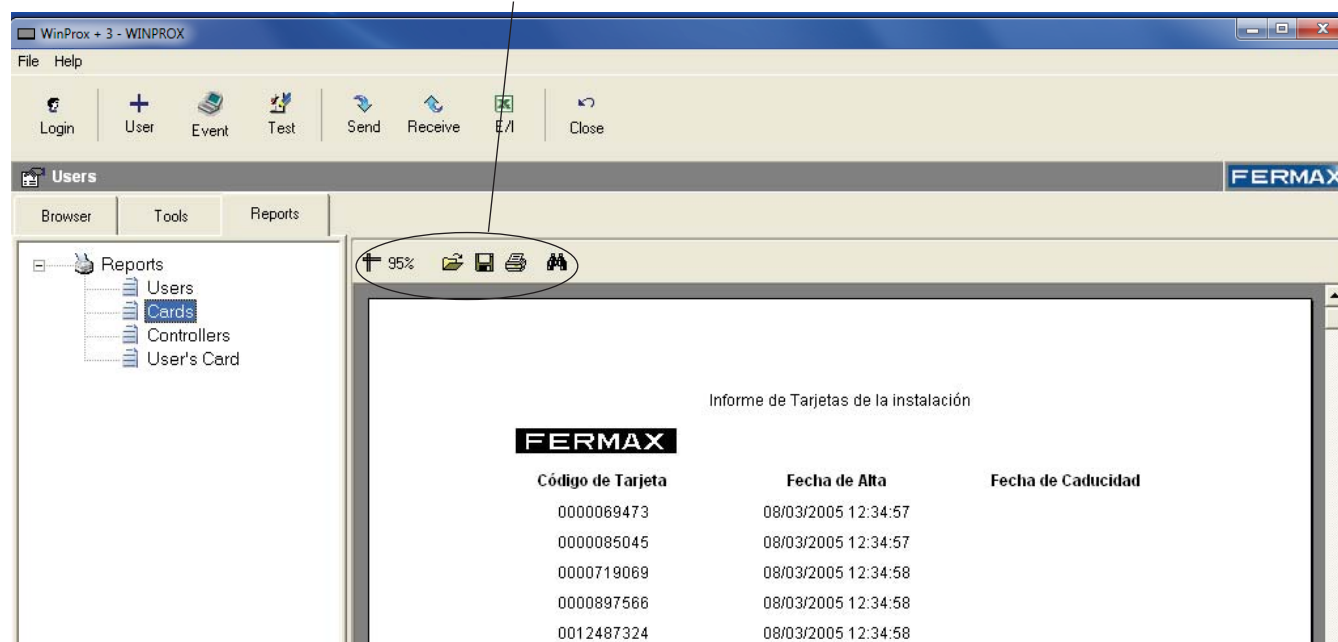 WinProx + 3 - WINPROX
File Help
Login User Event Test Send Receive E/I Close
Users FERMAX
Browser Tools Reports
95%
Reports
Users
Cards
Controllers
User's Card
Informe de Tarjetas de la instalación
FERMAX
Código de Tarjeta Fecha de Alta Fecha de Caducidad
0000069473 08/03/2005 12:34:57
0000085045 08/03/2005 12:34:57
0000719069 08/03/2005 12:34:58
0000897566 08/03/2005 12:34:58
0012487324 08/03/2005 12:34:58